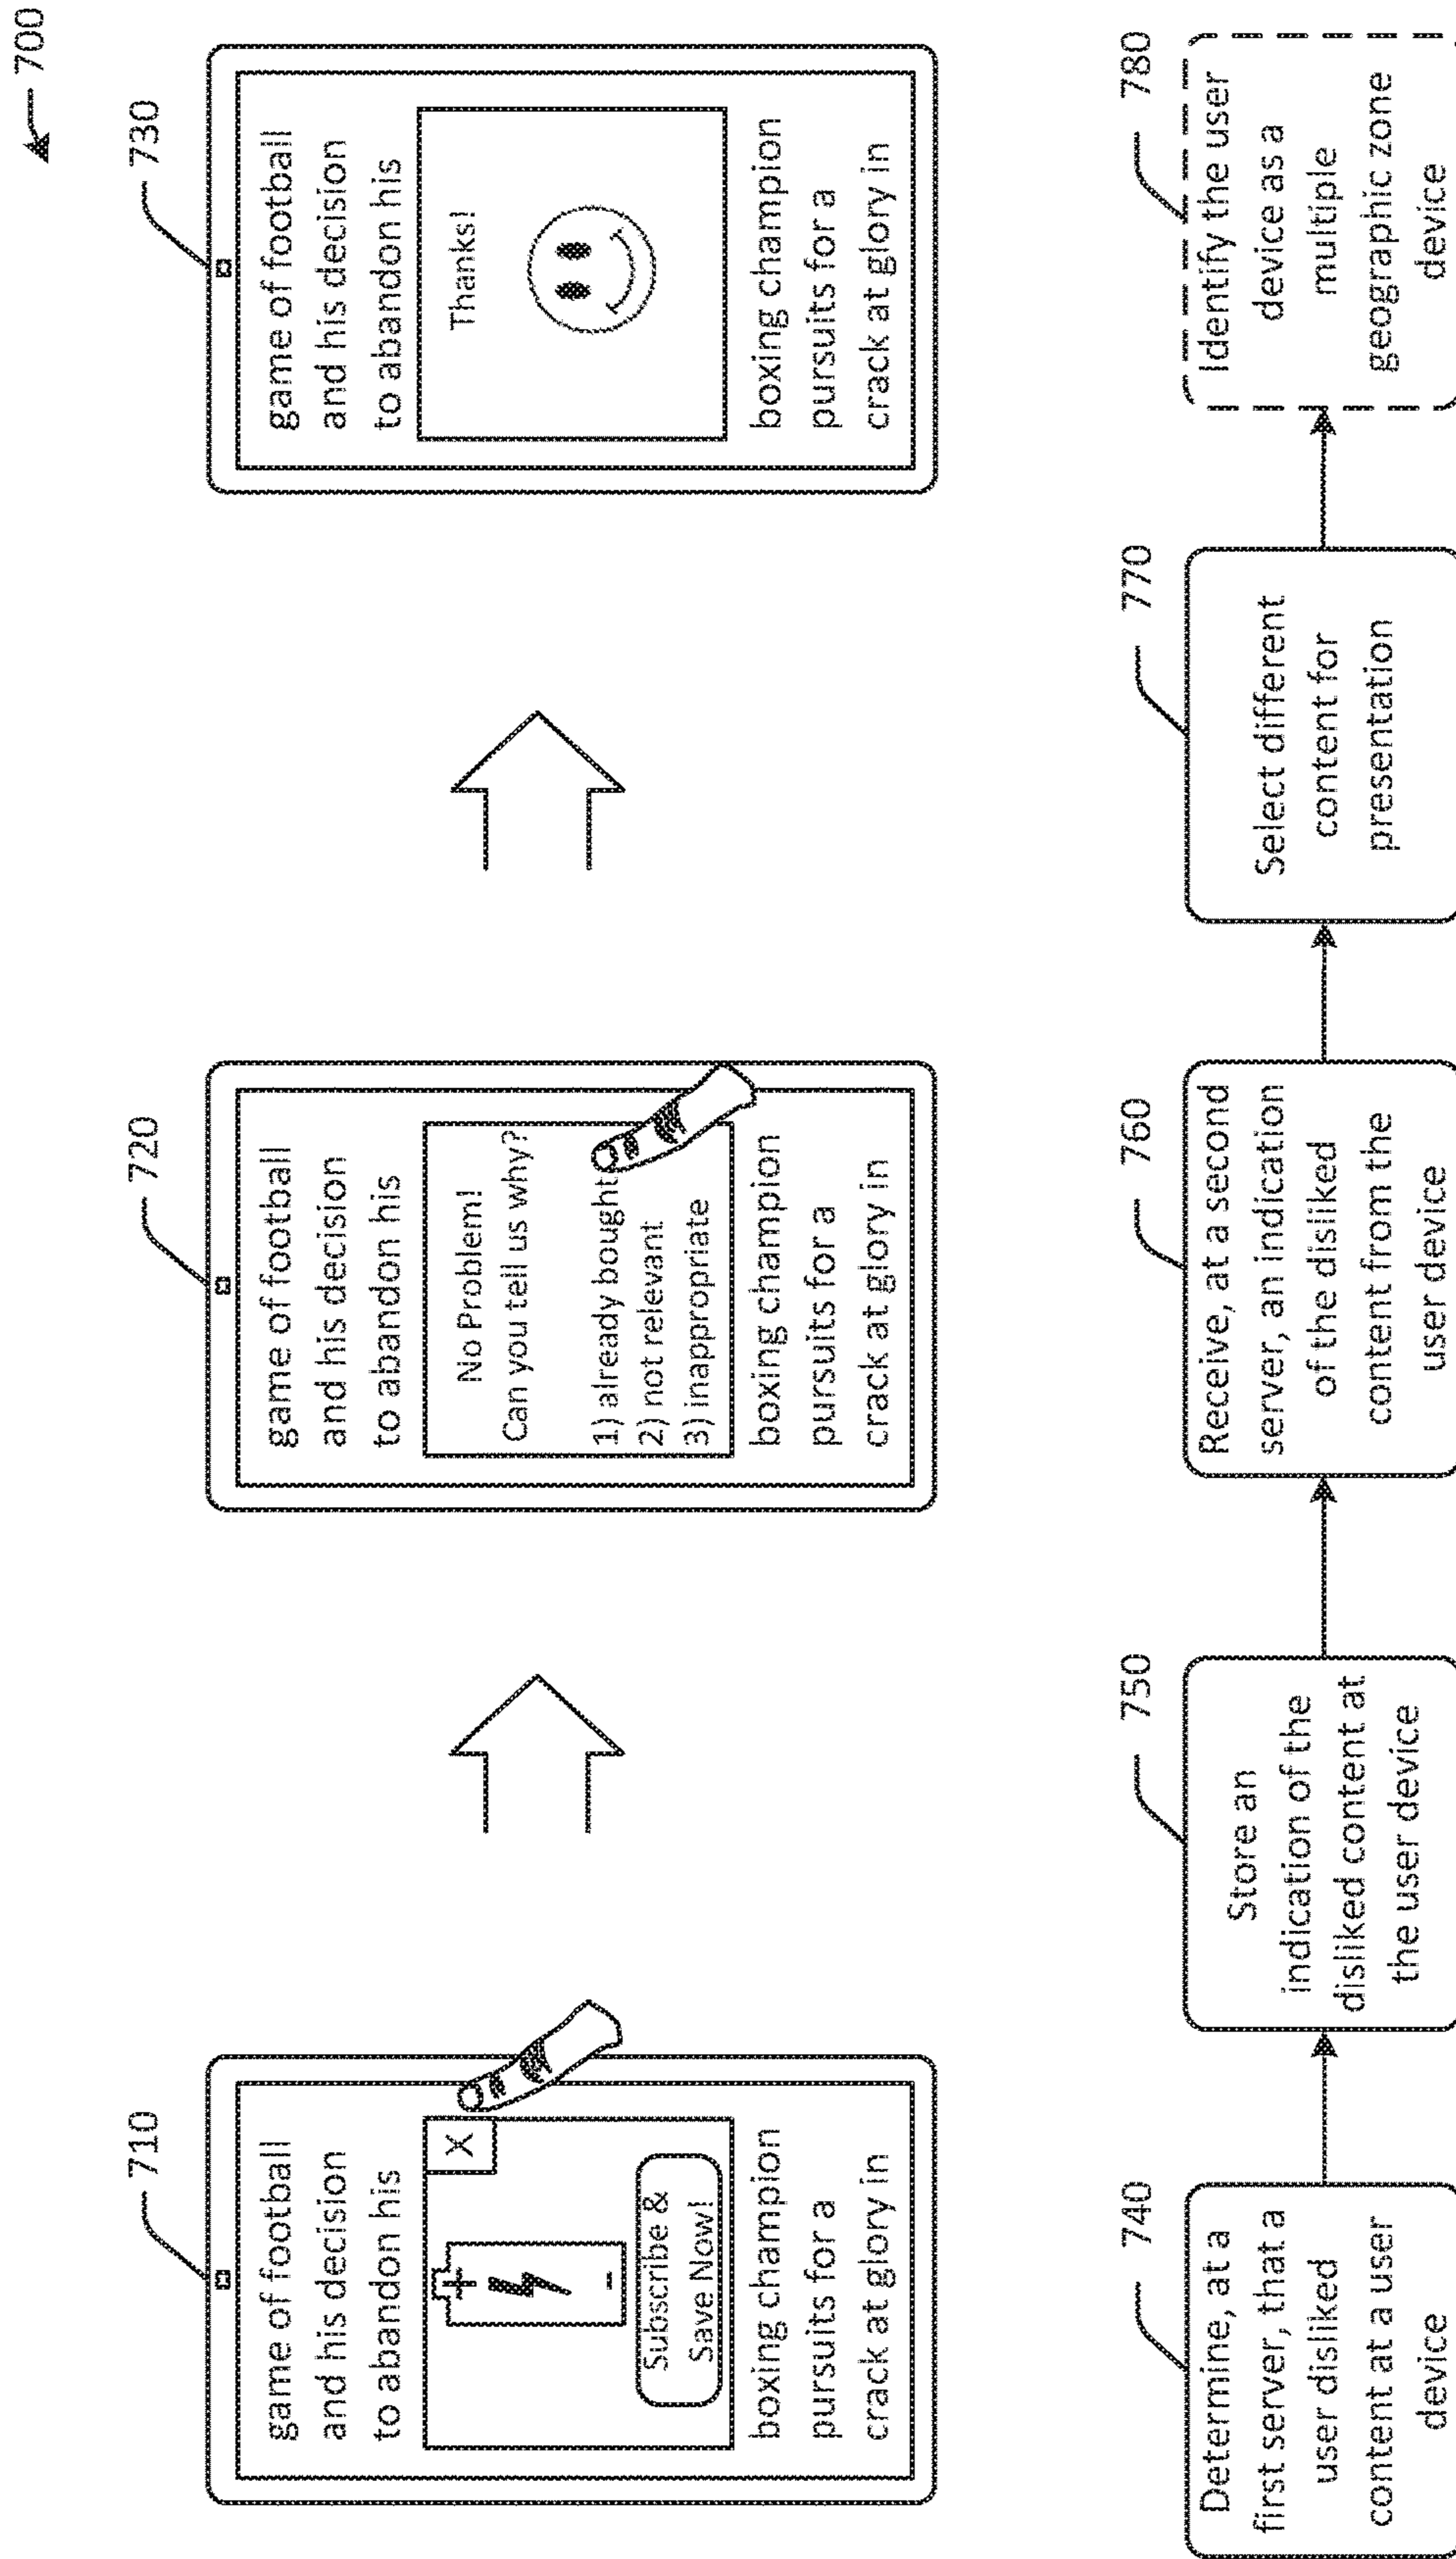 700
710
game of football
and his decision
to abandon his
X
+
-
Subscribe &
Save Now!
boxing champion
pursuits for a
crack at glory in
720
game of football
and his decision
to abandon his
No Problem!
Can you tell us why?
1) already bought
2) not relevant
3) inappropriate
boxing champion
pursuits for a
crack at glory in
730
game of football
and his decision
to abandon his
Thanks!
boxing champion
pursuits for a
crack at glory in
740
Determine, at a
first server, that a
user disliked
content at a user
device
750
Store an
indication of the
disliked content at
the user device
760
Receive, at a second
server, an indication
of the disliked
content from the
user device
770
Select different
content for
presentation
780
Identify the user
device as a
multiple
geographic zone
device